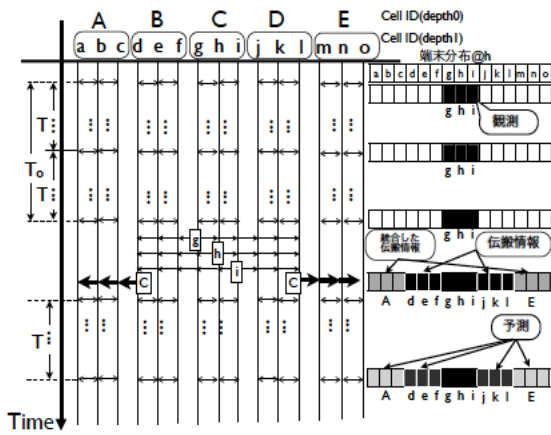 A B C D E
Cell ID(depth0)
a b c d e f g h i j k l m n o
Cell ID(depth1)
端末分布@h
a b c d e f g h i j k l m n o
T
g h i
観測
To
T
g h i
g
h
i
g h i
統合した
伝搬情報
伝搬情報
C
C
A d e f g h i j k l E
T
予測
A d e f g h i j k l E
Time